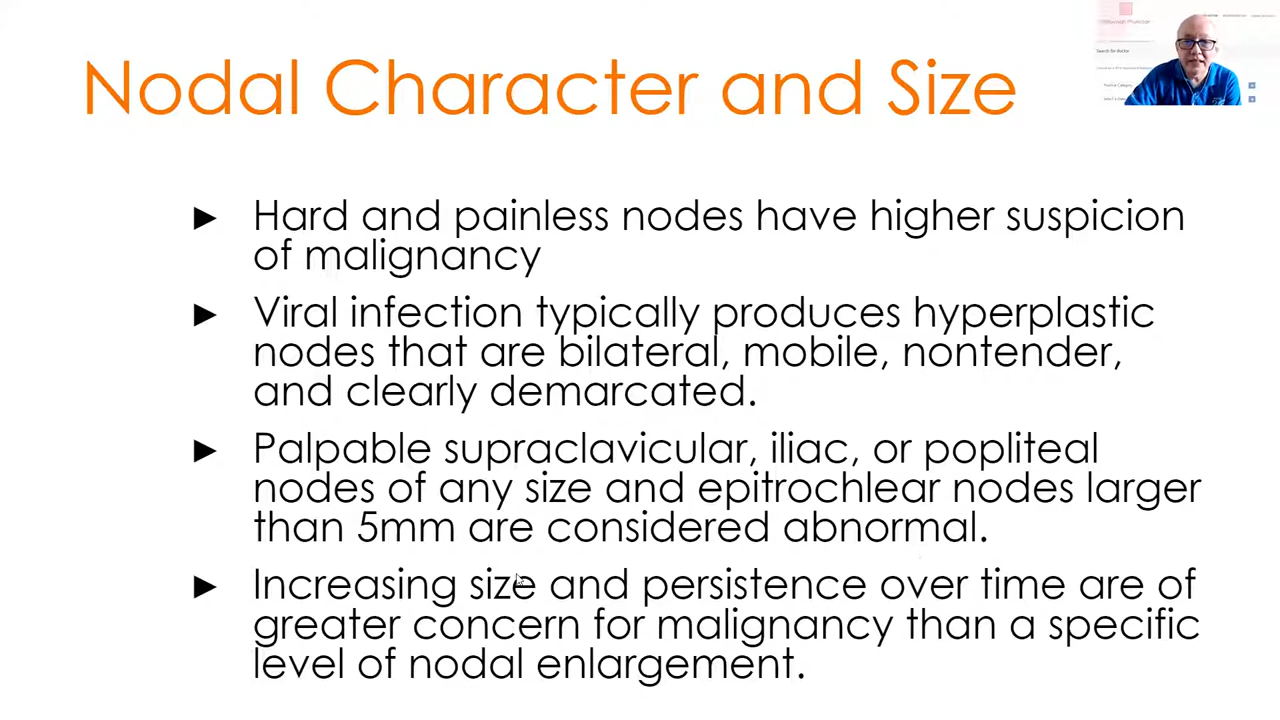 Nodal Character and Size
Search for doctor
► Hard and painless nodes have higher suspicion
of malignancy
► Viral infection typically produces hyperplastic
nodes that are bilateral, mobile, nontender,
and clearly demarcated.
► Palpable supraclavicular, iliac, or popliteal
nodes of any size and epitrochlear nodes larger
than 5mm are considered abnormal.
► Increasing size and persistence over time are of
greater concern for malignancy than a specific
level of nodal enlargement.